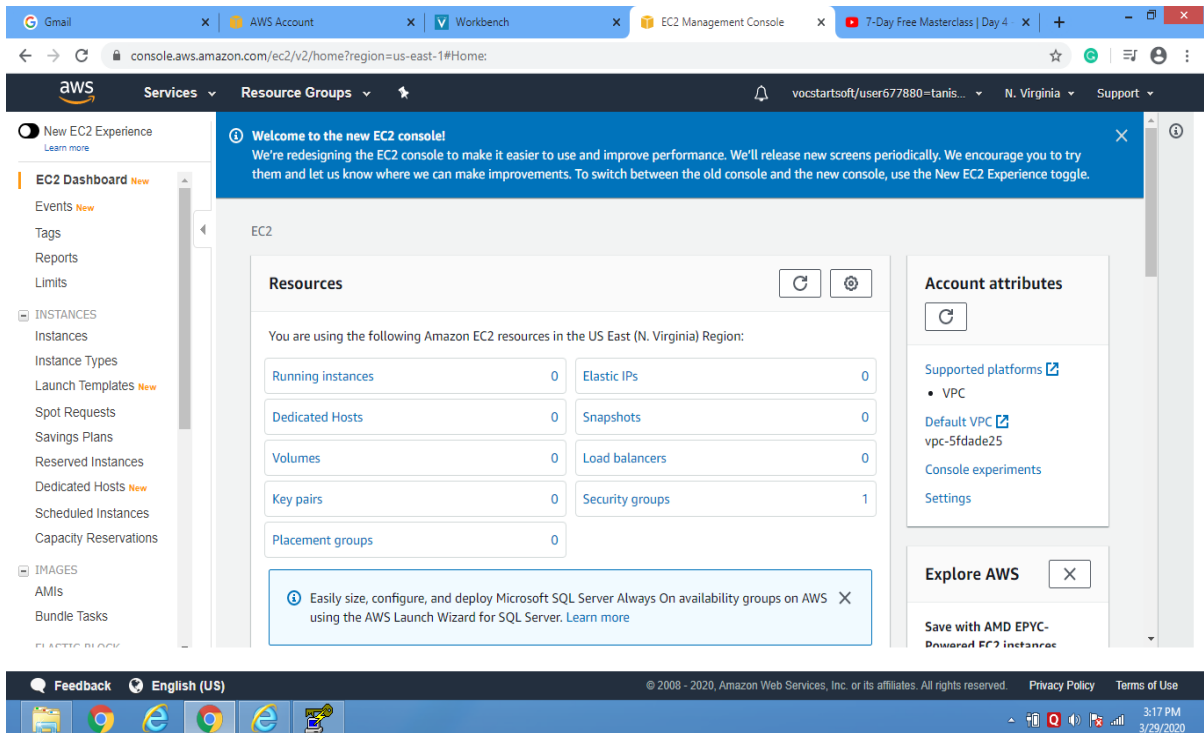 Gmail
AWS Account
Workbench
EC2 Management Console
7-Day Free Masterclass | Day 4 -
console.aws.amazon.com/ec2/v2/home?region=us-east-1#Home:
aws
Services
Resource Groups
vocstartsoft/user677880=tanis...
N. Virginia
Support
New EC2 Experience
Learn more
EC2 Dashboard New
Events New
Tags
Reports
Limits
INSTANCES
Instances
Instance Types
Launch Templates New
Spot Requests
Savings Plans
Reserved Instances
Dedicated Hosts New
Scheduled Instances
Capacity Reservations
IMAGES
AMIs
Bundle Tasks
ELASTIC BLOCK
Welcome to the new EC2 console!
We're redesigning the EC2 console to make it easier to use and improve performance. We'll release new screens periodically. We encourage you to try
them and let us know where we can make improvements. To switch between the old console and the new console, use the New EC2 Experience toggle.
EC2
Resources
You are using the following Amazon EC2 resources in the US East (N. Virginia) Region:
Running instances 0
Elastic IPs 0
Dedicated Hosts 0
Snapshots 0
Volumes 0
Load balancers 0
Key pairs 0
Security groups 1
Placement groups 0
Easily size, configure, and deploy Microsoft SQL Server Always On availability groups on AWS
using the AWS Launch Wizard for SQL Server. Learn more
Account attributes
Supported platforms
• VPC
Default VPC
vpc-5fdade25
Console experiments
Settings
Explore AWS
Save with AMD EPYC-
Powered EC2 instances
Feedback
English (US)
© 2008 - 2020, Amazon Web Services, Inc. or its affiliates. All rights reserved.
Privacy Policy
Terms of Use
3:17 PM
3/29/2020